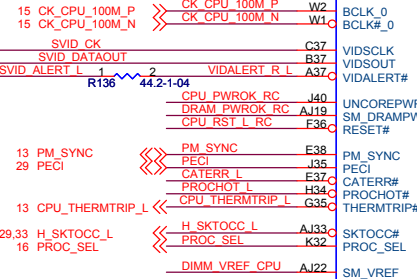 15 CK_CPU_100M_P CK_CPU_100M_P W2 BCLK_0
15 CK_CPU_100M_N CK_CPU_100M_N W1 BCLK#_0
SVID_CK C37 VIDSCLK
SVID_DATAOUT B37 VIDSOUT
SVID_ALERT_L 1 2 VIDALERT_R_L A37 VIDALERT#
R136 44.2-1-04
CPU_PWROK_RC J40 UNCOREPWR
DRAM_PWROK_RC AJ19 SM_DRAMPW
CPU_RST_L_RC F36 RESET#
13 PM_SYNC PM_SYNC E38 PM_SYNC
29 PECI PECI J35 PECI
CATERR_L E37 CATERR#
PROCHOT_L H34 PROCHOT#
13 CPU_THERMTRIP_L CPU_THERMTRIP_L G35 THERMTRIP#
29,33 H_SKTOCC_L H_SKTOCC_L AJ33 SKTOCC#
16 PROC_SEL PROC_SEL K32 PROC_SEL
DIMM_VREF_CPU AJ22 SM_VREF